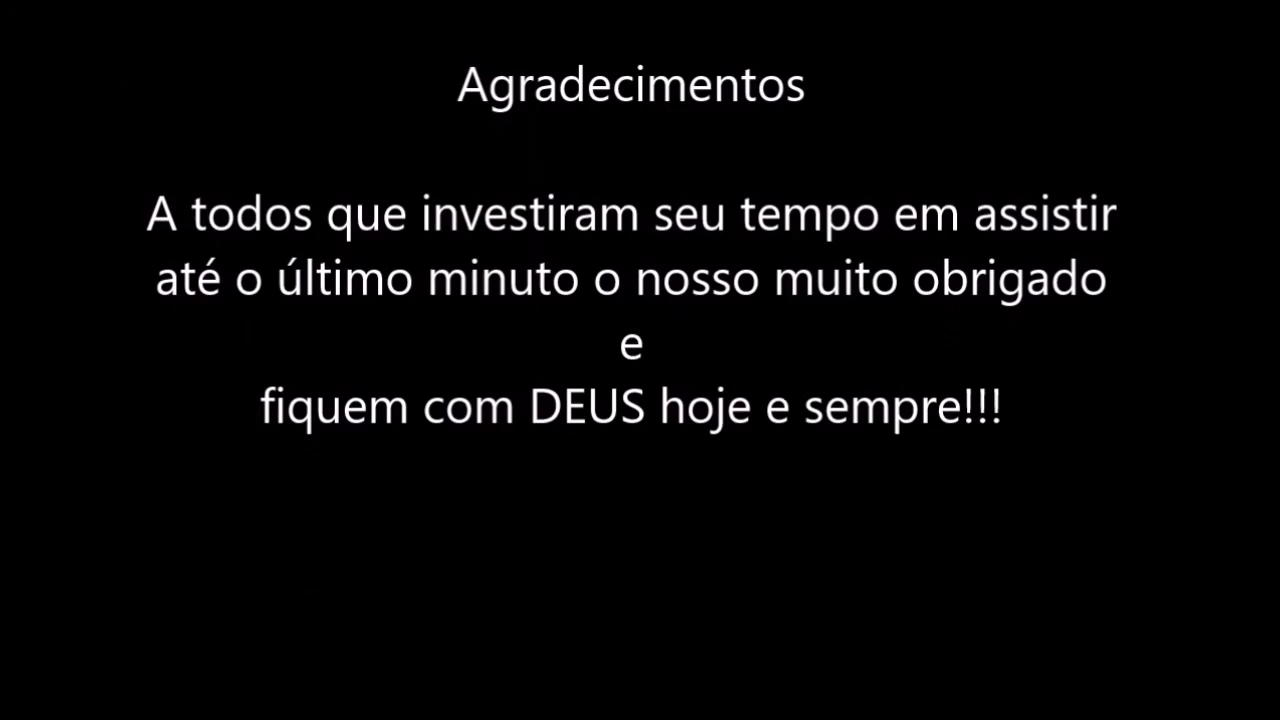 Agradecimentos
A todos que investiram seu tempo em assistir
até o último minuto o nosso muito obrigado
e
fiquem com DEUS hoje e sempre!!!